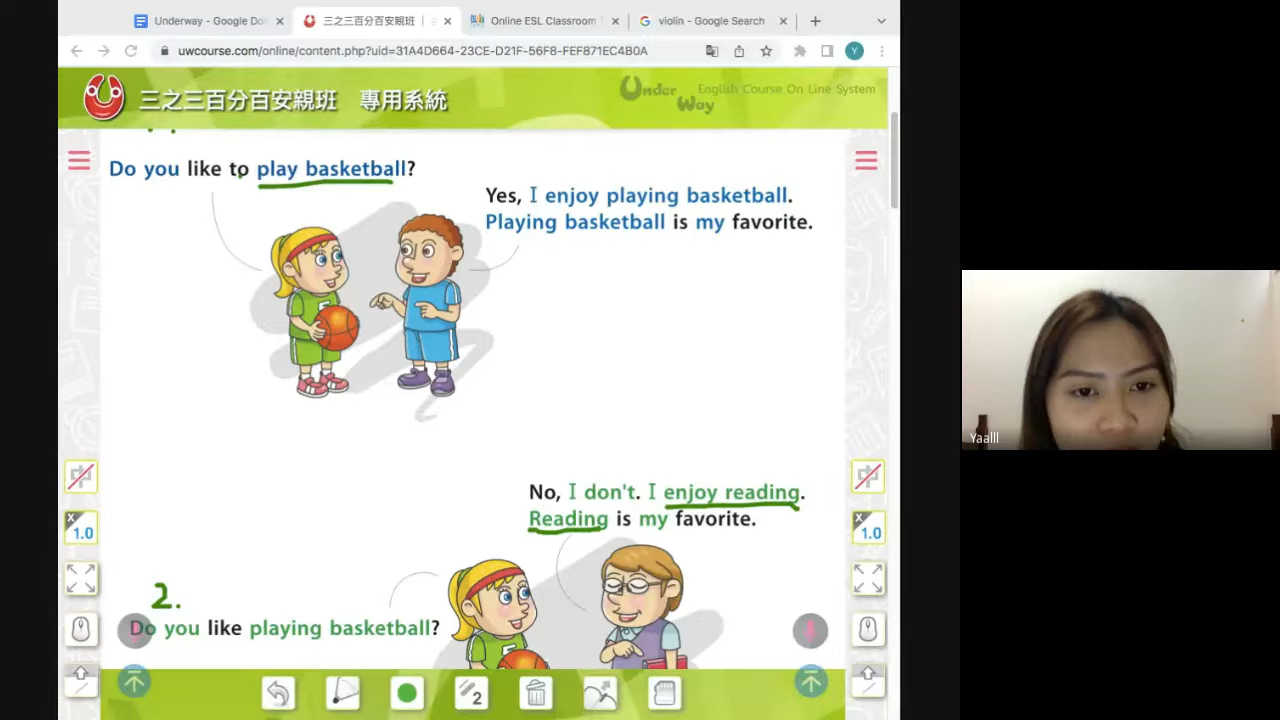 Underway - Google Do
三之三百分百安親班 |
Online ESL Classroom
violin - Google Search
uwcourse.com/online/content.php?uid=31A4D664-23CE-D21F-56F8-FEF871EC4B0A
Y
三之三百分百安親班 專用系統
Under Way
English Course On Line System
Do you like to play basketball?
Yes, I enjoy playing basketball.
Playing basketball is my favorite.
Yaalll
No, I don't. I enjoy reading.
Reading is my favorite.
X 1.0
X 1.0
2.
Do you like playing basketball?
2